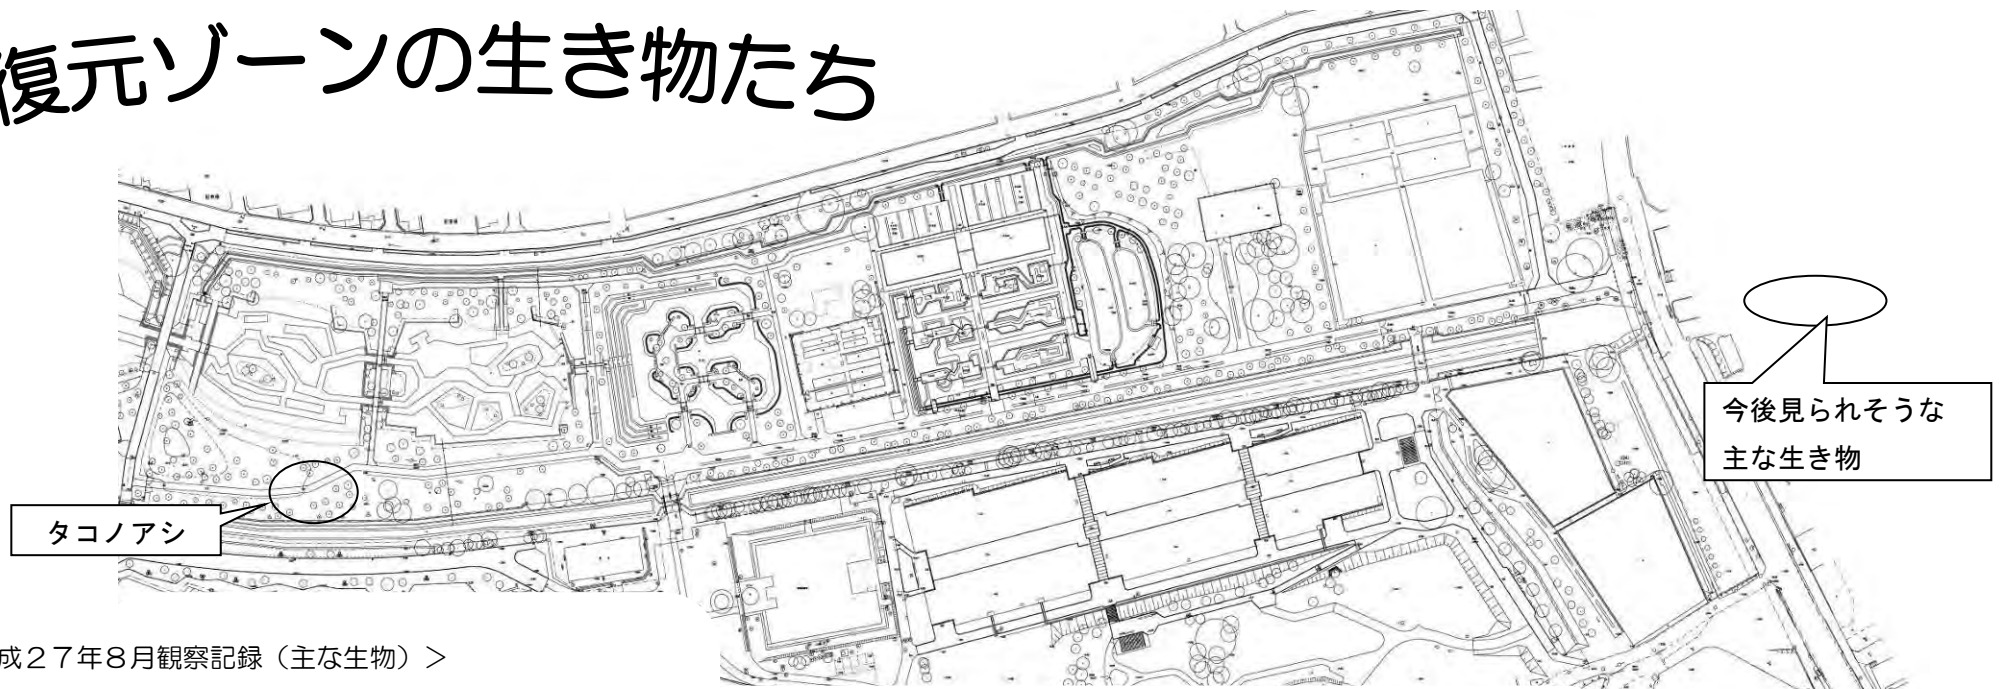 復元ゾーンの生き物たち
今後見られそうな
主な生き物
タコノアシ
成27年8月観察記録（主な生物）＞